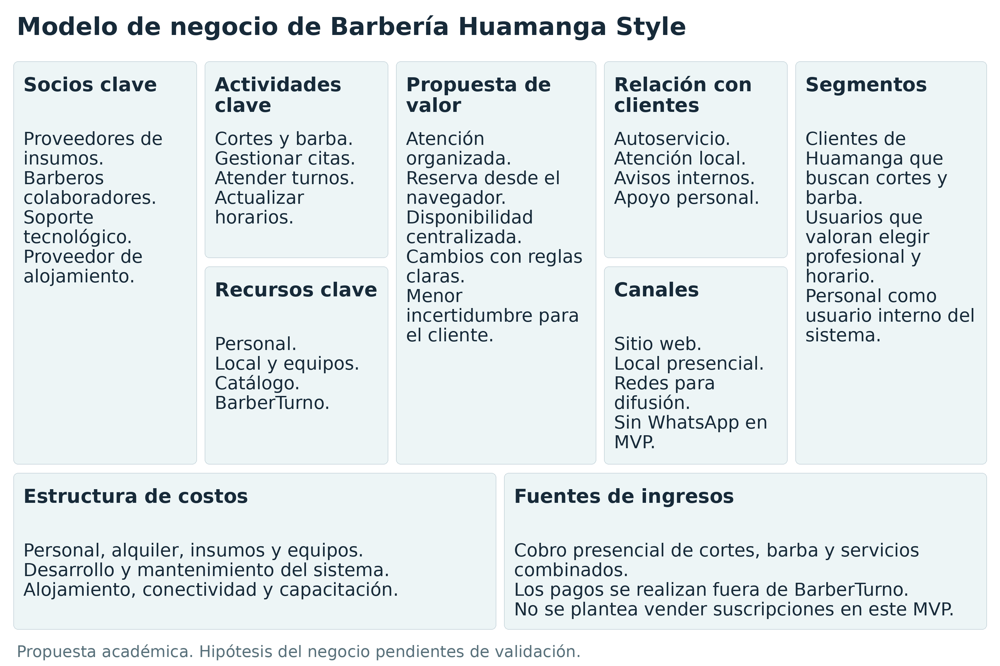 Modelo de negocio de Barbería Huamanga Style
Socios clave
Proveedores de
insumos.
Barberos
colaboradores.
Soporte
tecnológico.
Proveedor de
alojamiento.
Actividades
clave
Cortes y barba.
Gestionar citas.
Atender turnos.
Actualizar
horarios.
Recursos clave
Personal.
Local y equipos.
Catálogo.
BarberTurno.
Propuesta de
valor
Atención
organizada.
Reserva desde el
navegador.
Disponibilidad
centralizada.
Cambios con reglas
claras.
Menor
incertidumbre para
el cliente.
Relación con
clientes
Autoservicio.
Atención local.
Avisos internos.
Apoyo personal.
Canales
Sitio web.
Local presencial.
Redes para
difusión.
Sin WhatsApp en
MVP.
Segmentos
Clientes de
Huamanga que
buscan cortes y
barba.
Usuarios que
valoran elegir
profesional y
horario.
Personal como
usuario interno del
sistema.
Estructura de costos
Personal, alquiler, insumos y equipos.
Desarrollo y mantenimiento del sistema.
Alojamiento, conectividad y capacitación.
Fuentes de ingresos
Cobro presencial de cortes, barba y servicios
combinados.
Los pagos se realizan fuera de BarberTurno.
No se plantea vender suscripciones en este MVP.
Propuesta académica. Hipótesis del negocio pendientes de validación.